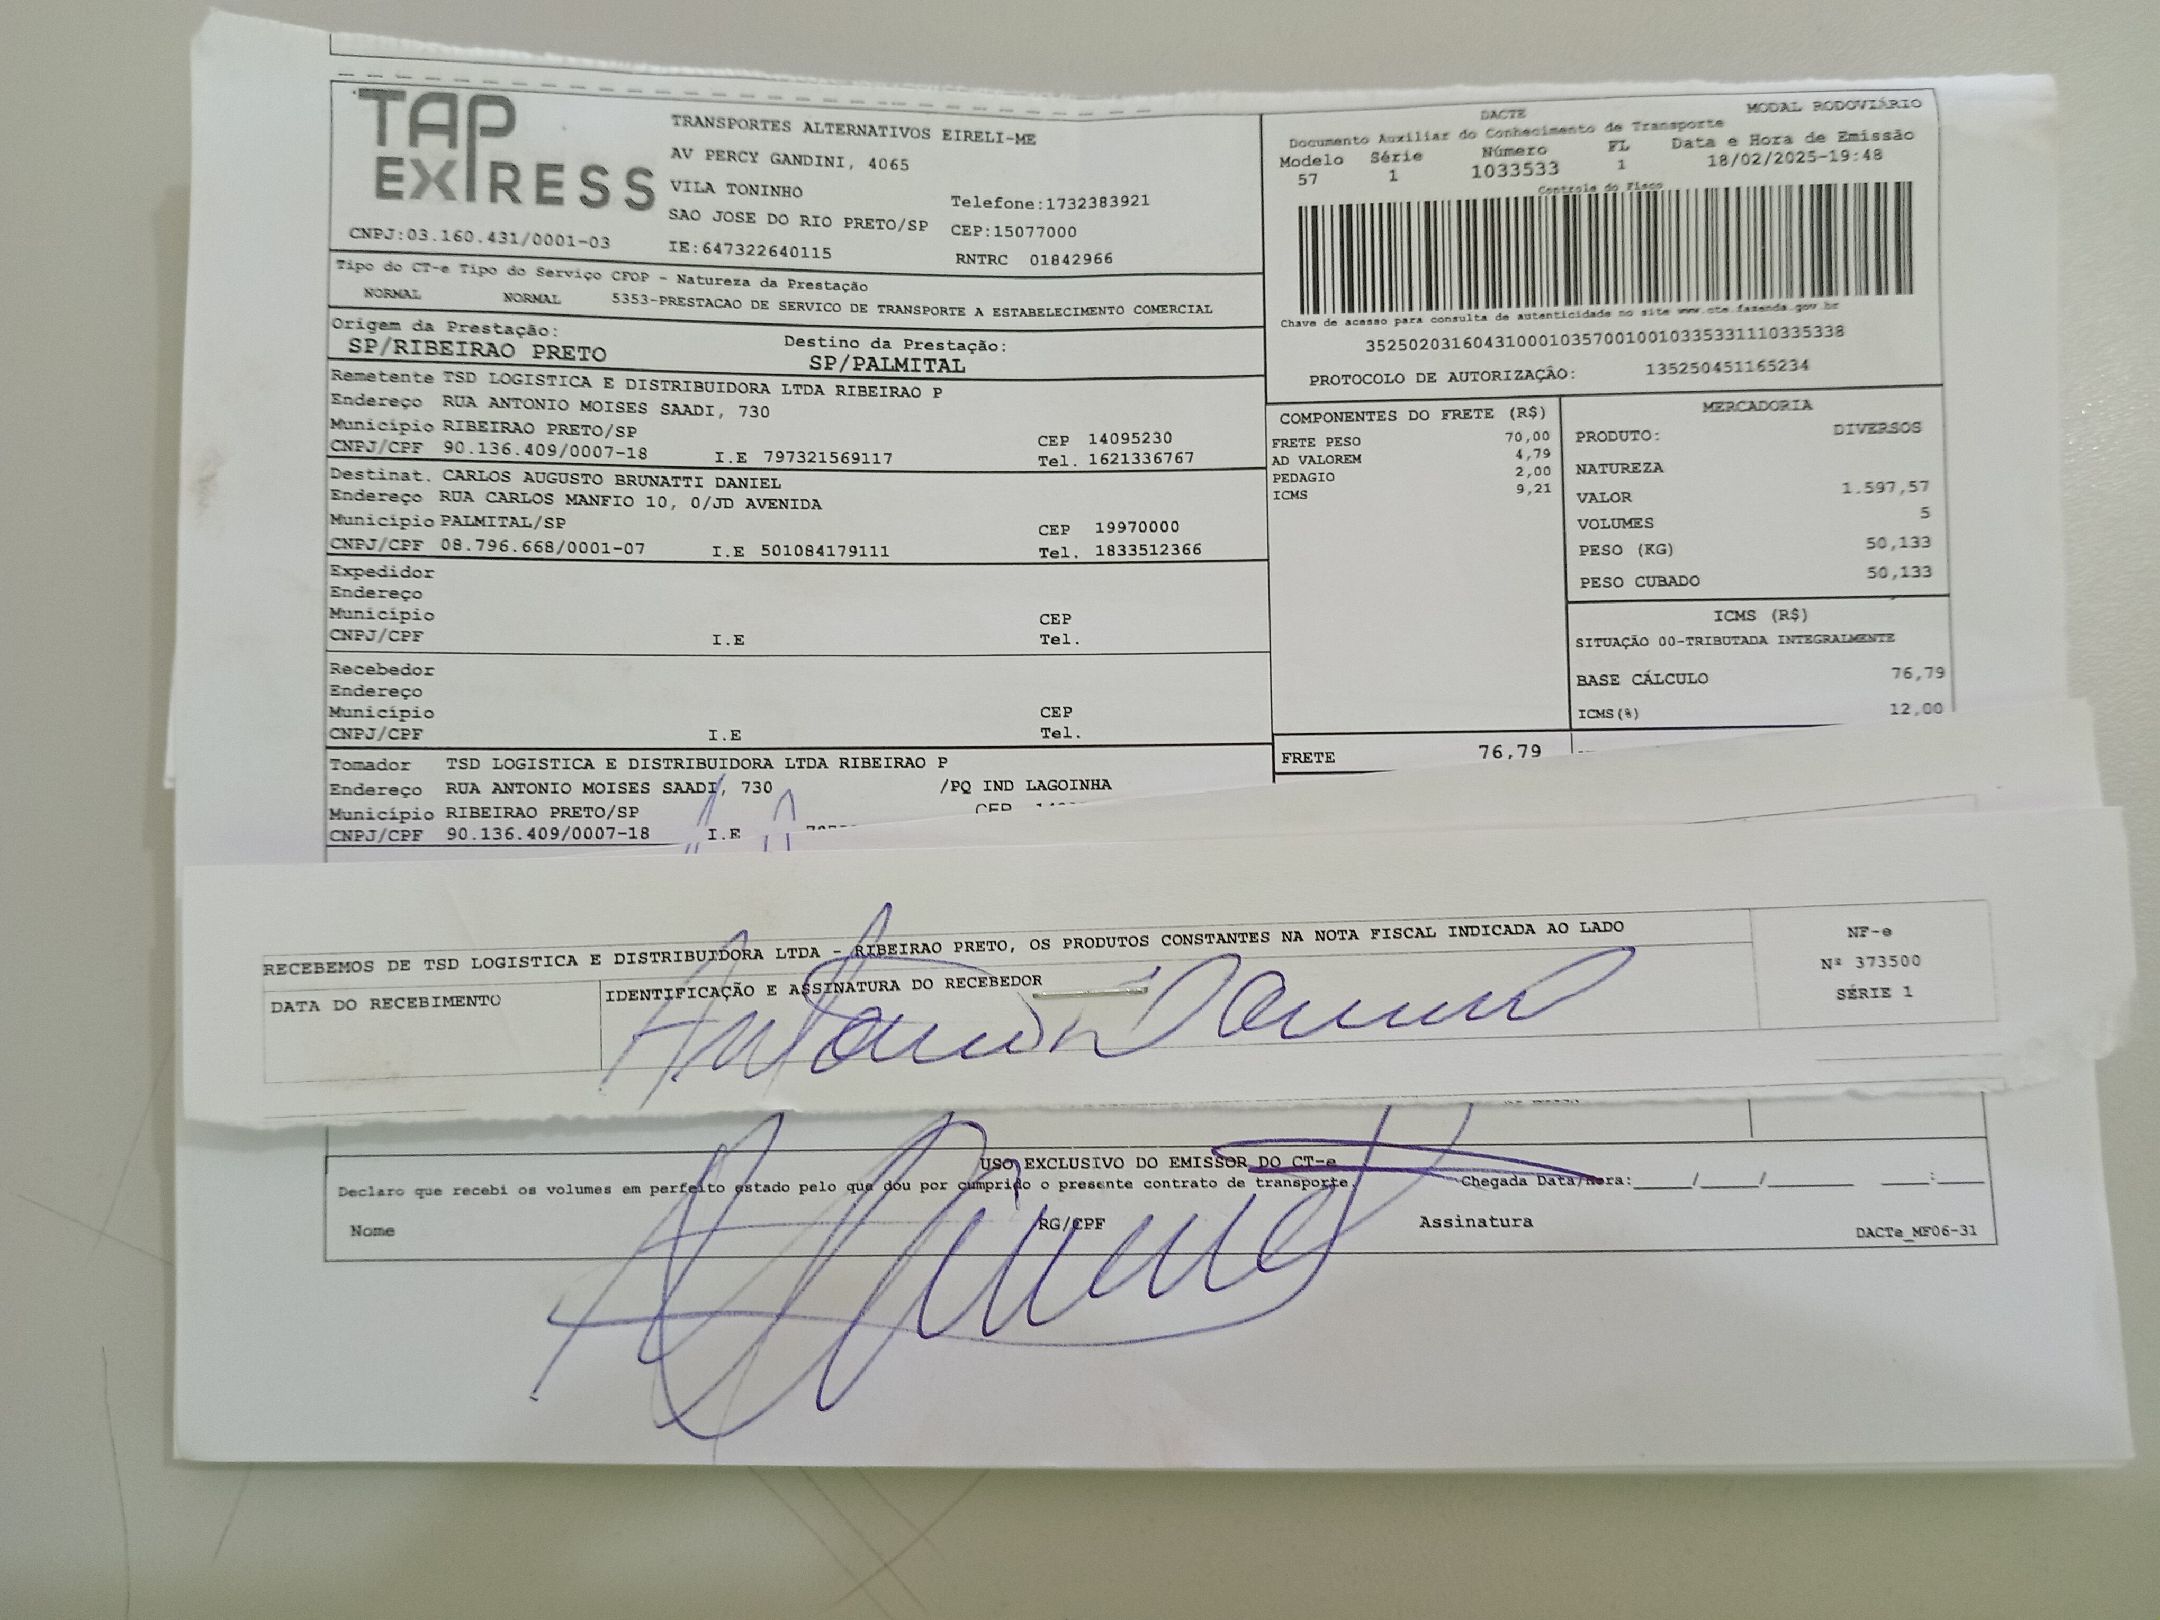 TAP EXPRESS
CNPJ:03.160.431/0001-03
TRANSPORTES ALTERNATIVOS EIRELI-ME
AV PERCY GANDINI, 4065
VILA TONINHO
SAO JOSE DO RIO PRETO/SP
IE:647322640115
Telefone:1732383921
CEP:15077000
RNTRC 01842966
DACTE MODAL RODOVIÁRIO
Documento Auxiliar do Conhecimento de Transporte
Modelo Série Número FL Data e Hora de Emissão
57 1 1033533 1 18/02/2025-19:48
Controle do Fisco
Chave de acesso para consulta de autenticidade no site www.cte.fazenda.gov.br
35250203160431000103570010010335331110335338
PROTOCOLO DE AUTORIZAÇÃO: 135250451165234
Tipo do CT-e Tipo do Serviço CFOP - Natureza da Prestação
NORMAL NORMAL 5353-PRESTACAO DE SERVICO DE TRANSPORTE A ESTABELECIMENTO COMERCIAL
Origem da Prestação: Destino da Prestação:
SP/RIBEIRAO PRETO SP/PALMITAL
Remetente TSD LOGISTICA E DISTRIBUIDORA LTDA RIBEIRAO P
Endereço RUA ANTONIO MOISES SAADI, 730
Município RIBEIRAO PRETO/SP CEP 14095230
CNPJ/CPF 90.136.409/0007-18 I.E 797321569117 Tel. 1621336767
Destinat. CARLOS AUGUSTO BRUNATTI DANIEL
Endereço RUA CARLOS MANFIO 10, 0/JD AVENIDA
Município PALMITAL/SP CEP 19970000
CNPJ/CPF 08.796.668/0001-07 I.E 501084179111 Tel. 1833512366
Expedidor
Endereço
Município CEP
CNPJ/CPF I.E Tel.
Recebedor
Endereço
Município CEP
CNPJ/CPF I.E Tel.
Tomador TSD LOGISTICA E DISTRIBUIDORA LTDA RIBEIRAO P
Endereço RUA ANTONIO MOISES SAADI, 730 /PQ IND LAGOINHA
Município RIBEIRAO PRETO/SP CEP
CNPJ/CPF 90.136.409/0007-18 I.E
COMPONENTES DO FRETE (R$)
FRETE PESO 70,00
AD VALOREM 4,79
PEDAGIO 2,00
ICMS 9,21
FRETE 76,79
MERCADORIA
PRODUTO: DIVERSOS
NATUREZA
VALOR 1.597,57
VOLUMES 5
PESO (KG) 50,133
PESO CUBADO 50,133
ICMS (R$)
SITUAÇÃO 00-TRIBUTADA INTEGRALMENTE
BASE CÁLCULO 76,79
ICMS(%) 12,00
RECEBEMOS DE TSD LOGISTICA E DISTRIBUIDORA LTDA - RIBEIRAO PRETO, OS PRODUTOS CONSTANTES NA NOTA FISCAL INDICADA AO LADO
DATA DO RECEBIMENTO IDENTIFICAÇÃO E ASSINATURA DO RECEBEDOR
NF-e
Nº 373500
SÉRIE 1
USO EXCLUSIVO DO EMISSOR DO CT-e
Declaro que recebi os volumes em perfeito estado pelo que dou por cumprido o presente contrato de transporte. Chegada Data/Hora:_____/_____/_______ ____:____
Nome RG/CPF Assinatura DACTe_MF06-31